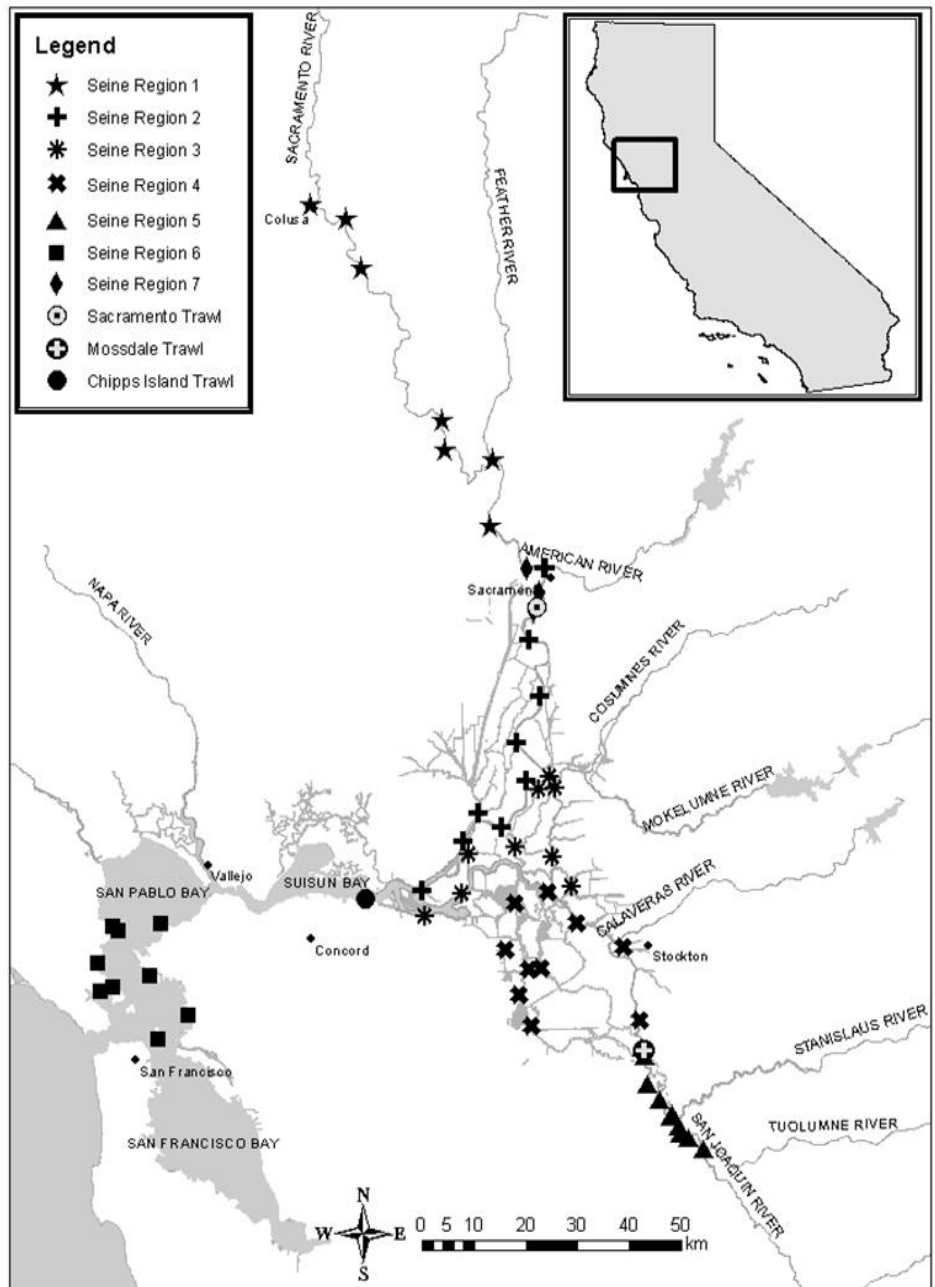 Legend
Seine Region 1
Seine Region 2
Seine Region 3
Seine Region 4
Seine Region 5
Seine Region 6
Seine Region 7
Sacramento Trawl
Mossdale Trawl
Chipps Island Trawl
SACRAMENTO RIVER
FEATHER RIVER
Colusa
AMERICAN RIVER
Sacramen
NAPA RIVER
COSUMNES RIVER
MOKELUMNE RIVER
CALAVERAS RIVER
Vallejo
SUISUN BAY
SAN PABLO BAY
Concord
Stockton
STANISLAUS RIVER
San Francisco
TUOLUMNE RIVER
SAN JOAQUIN RIVER
SAN FRANCISCO BAY
N
W E
S
0 5 10 20 30 40 50
km